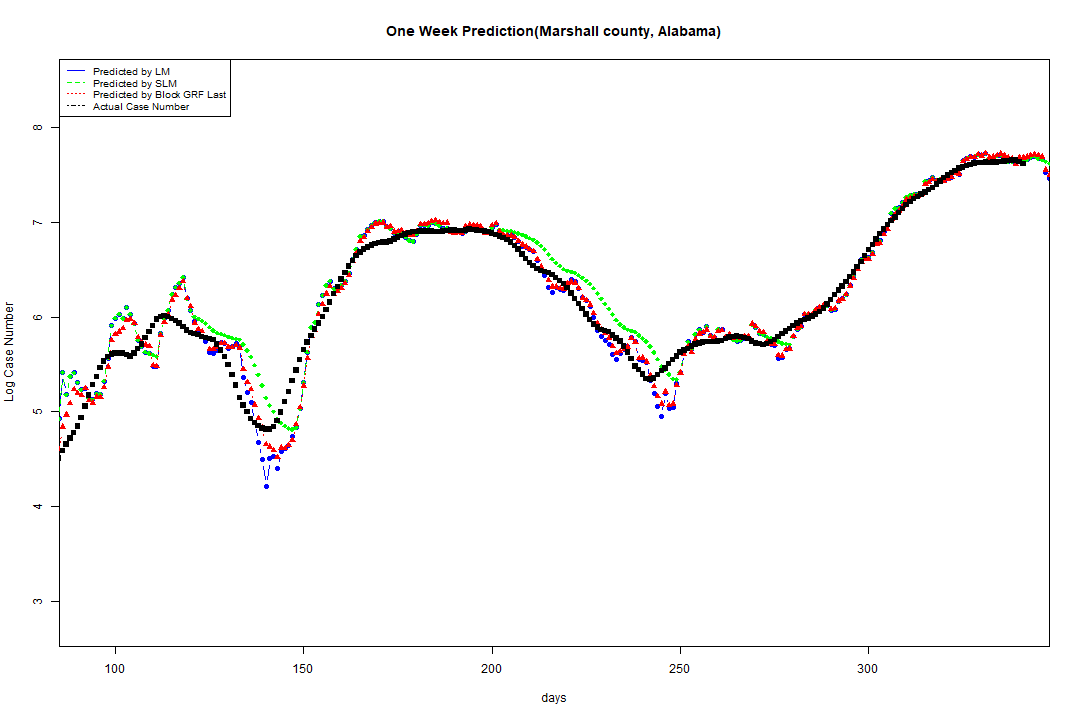 One Week Prediction(Marshall county, Alabama)
Predicted by LM
Predicted by SLM
Predicted by Block GRF Last
Actual Case Number
8
7
6
5
4
3
Log Case Number
100 150 200 250 300
days